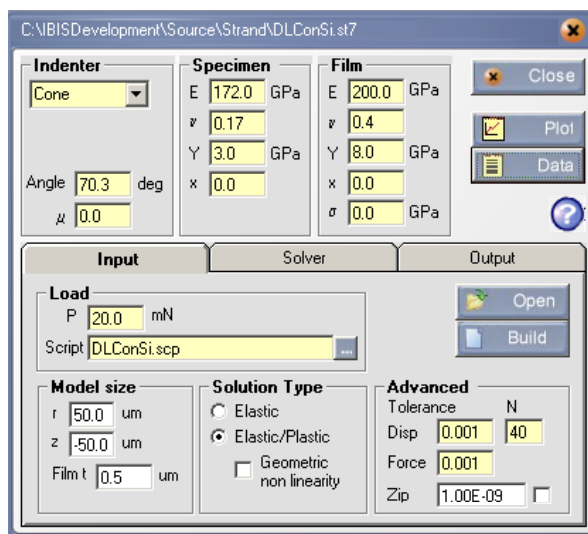 C:\IBISDevelopment\Source\Strand\DLConSi.st7
Indenter
Cone
Angle 70.3 deg
μ 0.0
Specimen
E 172.0 GPa
ν 0.17
Y 3.0 GPa
x 0.0
Film
E 200.0 GPa
ν 0.4
Y 8.0 GPa
x 0.0
σ 0.0 GPa
Close
Plot
Data
?
Input
Solver
Output
Load
P 20.0 mN
Script DLConSi.scp ...
Open
Build
Model size
r 50.0 um
z -50.0 um
Film t 0.5 um
Solution Type
Elastic
Elastic/Plastic
Geometric
non linearity
Advanced
Tolerance N
Disp 0.001 40
Force 0.001
Zip 1.00E-09